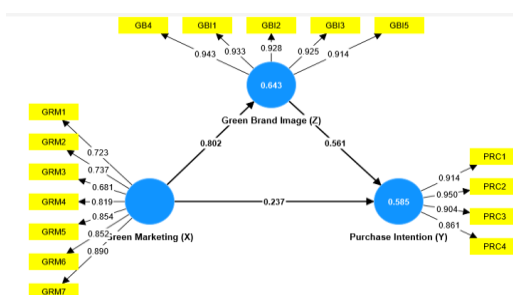 GB4 GBI1 GBI2 GBI3 GBI5
0.943 0.933 0.928 0.925 0.914
0.643
Green Brand Image (Z)
GRM1
GRM2
GRM3
GRM4
GRM5
GRM6
GRM7
0.723
0.737
0.681
0.819
0.854
0.852
0.890
0.802
0.561
0.237
reen Marketing (X)
0.585
Purchase Intention (Y)
0.914
0.950
0.904
0.861
PRC1
PRC2
PRC3
PRC4